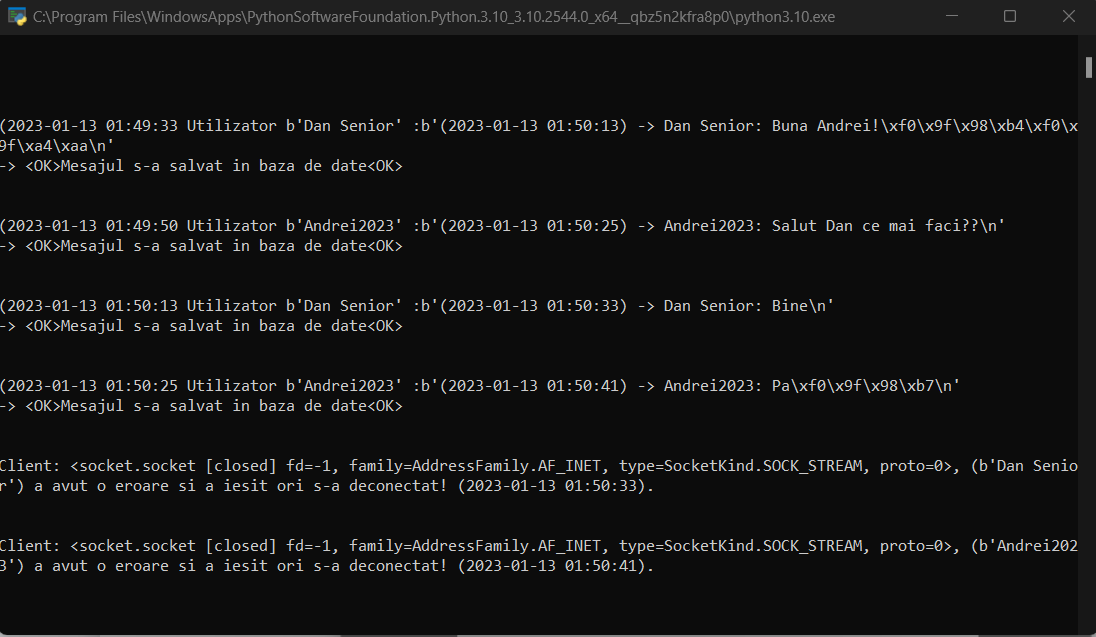 C:\Program Files\WindowsApps\PythonSoftwareFoundation.Python.3.10_3.10.2544.0_x64__qbz5n2kfra8p0\python3.10.exe
(2023-01-13 01:49:33 Utilizator b'Dan Senior' :b'(2023-01-13 01:50:13) -> Dan Senior: Buna Andrei!\xf0\x9f\x98\xb4\xf0\x
9f\xa4\xaa\n'
-> <OK>Mesajul s-a salvat in baza de date<OK>
(2023-01-13 01:49:50 Utilizator b'Andrei2023' :b'(2023-01-13 01:50:25) -> Andrei2023: Salut Dan ce mai faci??\n'
-> <OK>Mesajul s-a salvat in baza de date<OK>
(2023-01-13 01:50:13 Utilizator b'Dan Senior' :b'(2023-01-13 01:50:33) -> Dan Senior: Bine\n'
-> <OK>Mesajul s-a salvat in baza de date<OK>
(2023-01-13 01:50:25 Utilizator b'Andrei2023' :b'(2023-01-13 01:50:41) -> Andrei2023: Pa\xf0\x9f\x98\xb7\n'
-> <OK>Mesajul s-a salvat in baza de date<OK>
Client: <socket.socket [closed] fd=-1, family=AddressFamily.AF_INET, type=SocketKind.SOCK_STREAM, proto=0>, (b'Dan Senio
r') a avut o eroare si a iesit ori s-a deconectat! (2023-01-13 01:50:33).
Client: <socket.socket [closed] fd=-1, family=AddressFamily.AF_INET, type=SocketKind.SOCK_STREAM, proto=0>, (b'Andrei202
3') a avut o eroare si a iesit ori s-a deconectat! (2023-01-13 01:50:41).